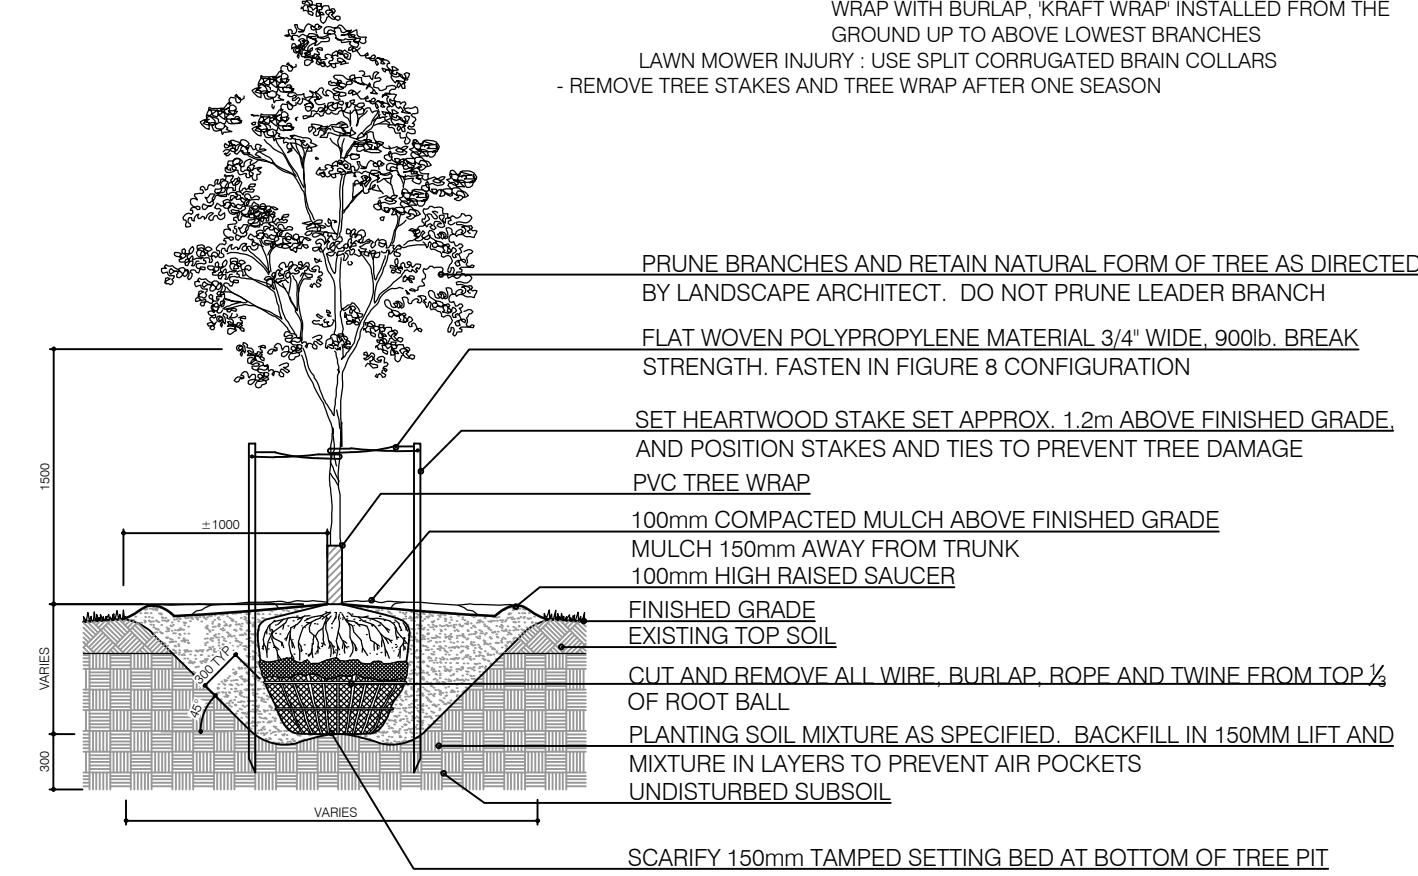 WRAP WITH BURLAP, 'KRAFT WRAP' INSTALLED FROM THE
GROUND UP TO ABOVE LOWEST BRANCHES
LAWN MOWER INJURY : USE SPLIT CORRUGATED BRAIN COLLARS
- REMOVE TREE STAKES AND TREE WRAP AFTER ONE SEASON
PRUNE BRANCHES AND RETAIN NATURAL FORM OF TREE AS DIRECTED
BY LANDSCAPE ARCHITECT. DO NOT PRUNE LEADER BRANCH
FLAT WOVEN POLYPROPYLENE MATERIAL 3/4" WIDE, 900lb. BREAK
STRENGTH. FASTEN IN FIGURE 8 CONFIGURATION
SET HEARTWOOD STAKE SET APPROX. 1.2m ABOVE FINISHED GRADE,
AND POSITION STAKES AND TIES TO PREVENT TREE DAMAGE
PVC TREE WRAP
100mm COMPACTED MULCH ABOVE FINISHED GRADE
MULCH 150mm AWAY FROM TRUNK
100mm HIGH RAISED SAUCER
FINISHED GRADE
EXISTING TOP SOIL
CUT AND REMOVE ALL WIRE, BURLAP, ROPE AND TWINE FROM TOP 1/3
OF ROOT BALL
PLANTING SOIL MIXTURE AS SPECIFIED. BACKFILL IN 150MM LIFT AND
MIXTURE IN LAYERS TO PREVENT AIR POCKETS
UNDISTURBED SUBSOIL
SCARIFY 150mm TAMPED SETTING BED AT BOTTOM OF TREE PIT
1500
±1000
VARIES
300 TYP.
45°
300
VARIES